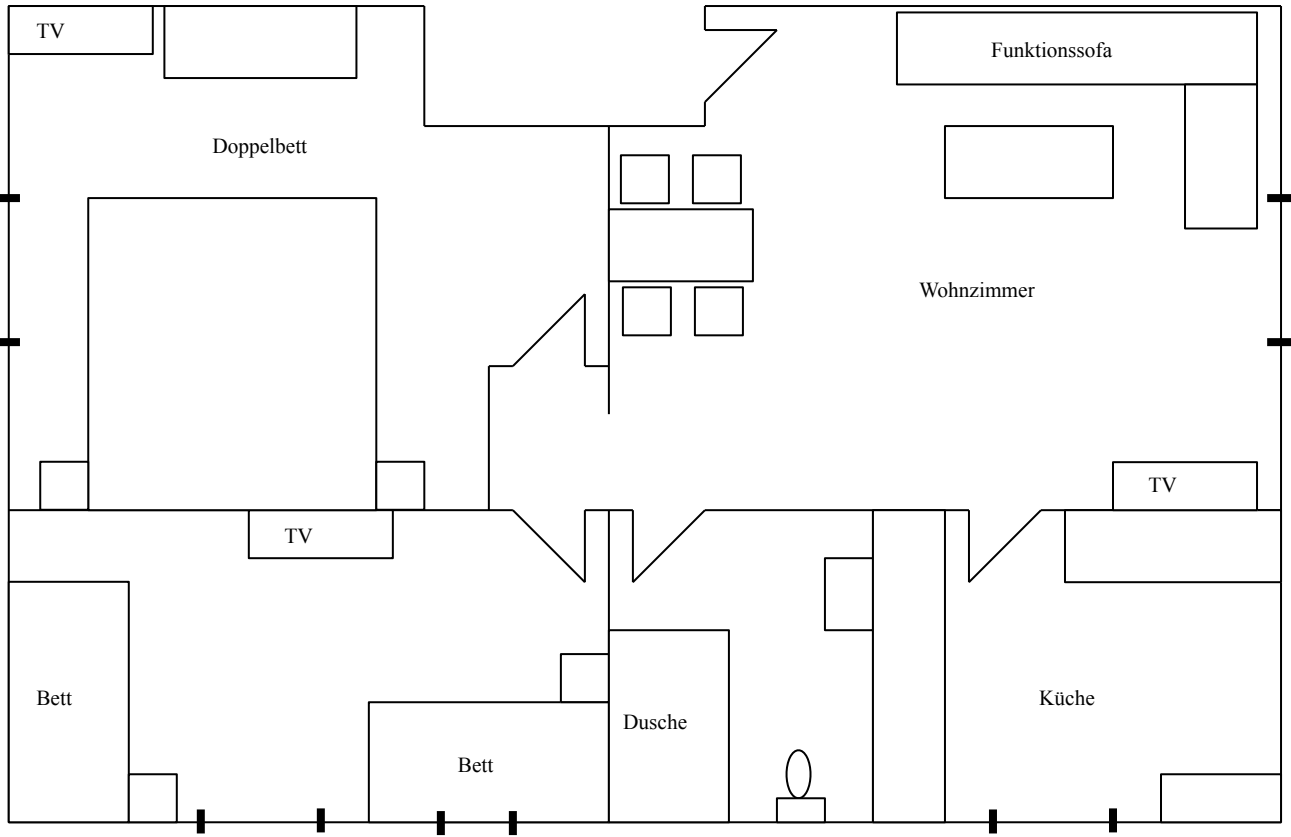 TV
Funktionssofa
Doppelbett
Wohnzimmer
TV
TV
Bett
Küche
Dusche
Bett